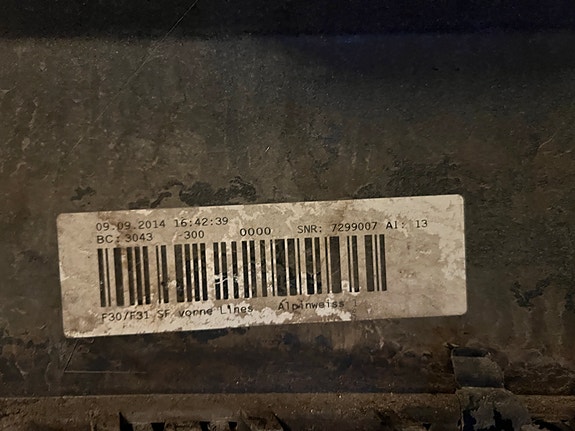 09.09.2014 16:42:39
BC: 3043 300 0000 SNR: 7299007 AI: 13
F30/F31 SF vorne Lines Alpinweiss